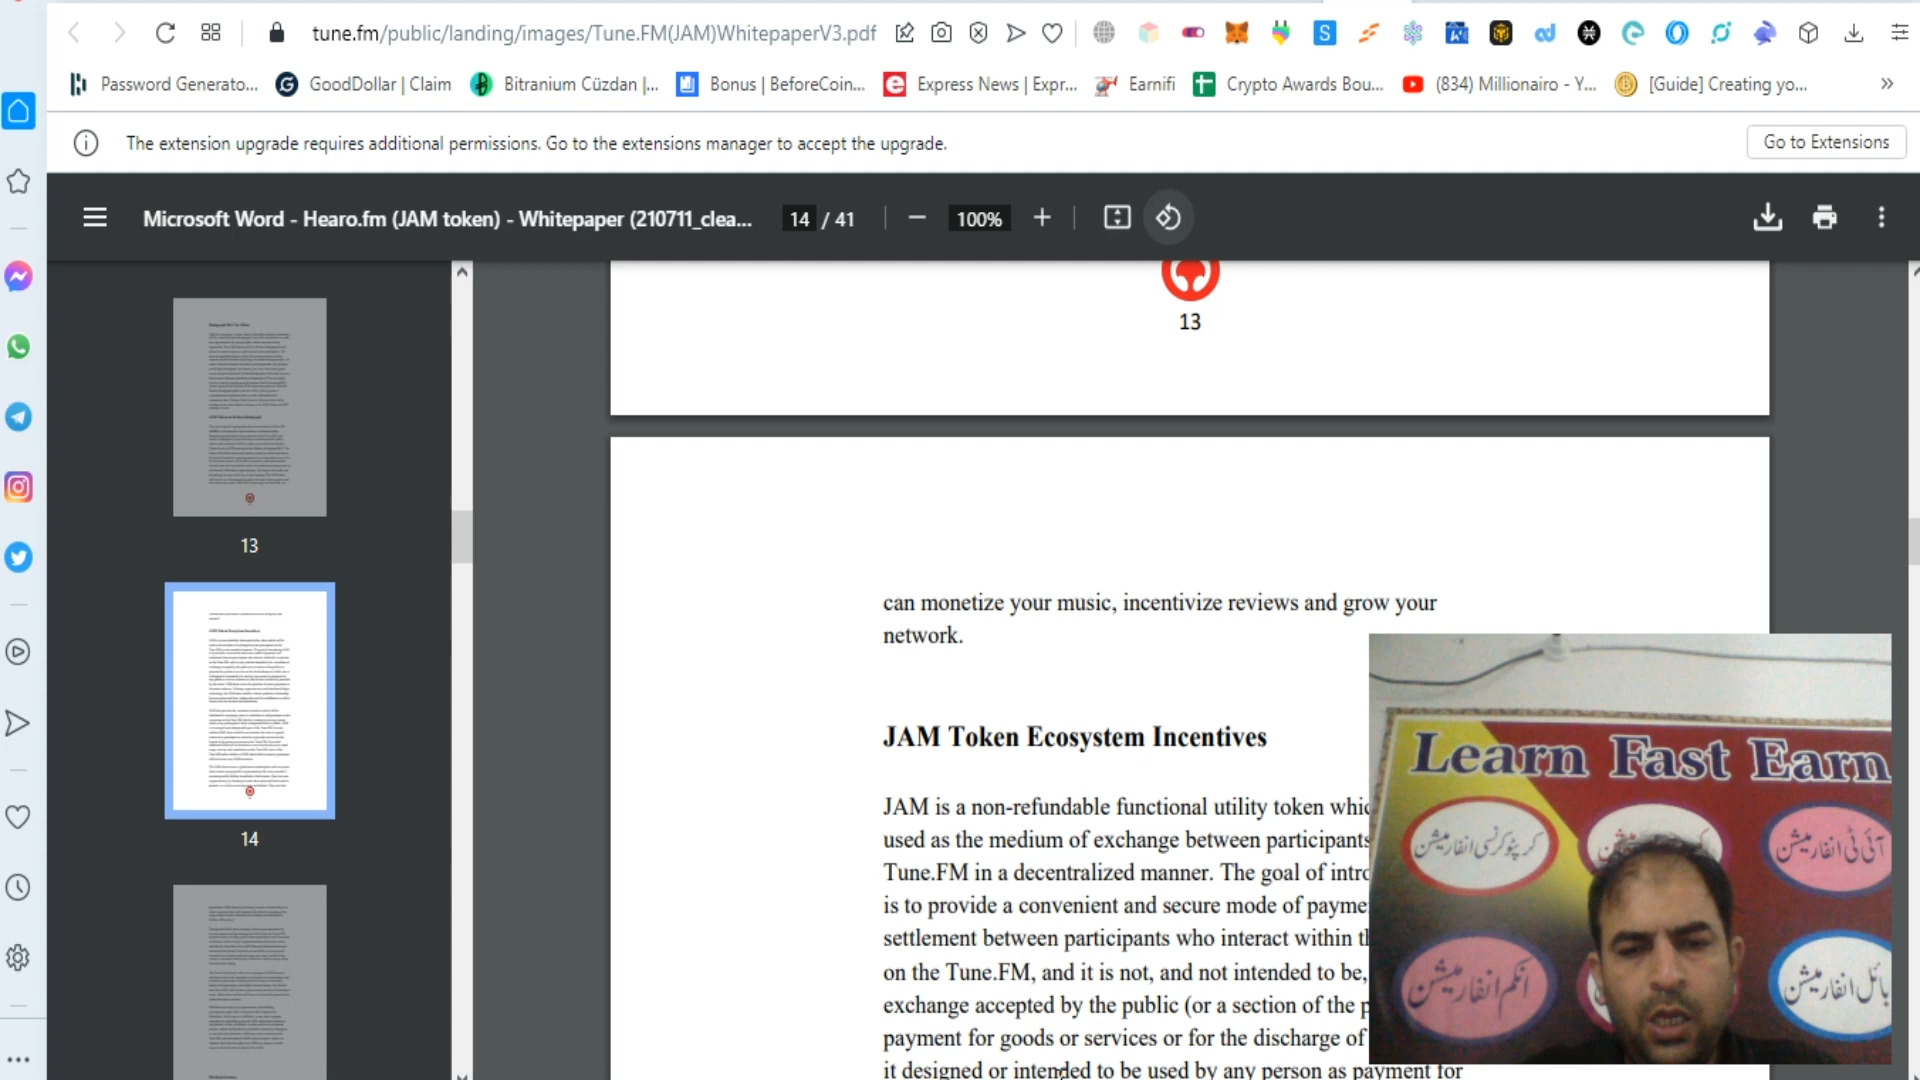 tune.fm/public/landing/images/Tune.FM(JAM)WhitepaperV3.pdf
Password Generato...
GoodDollar | Claim
Bitranium Cüzdan |...
Bonus | BeforeCoin...
Express News | Expr...
Earnifi
Crypto Awards Bou...
(834) Millionairo - Y...
[Guide] Creating yo...
The extension upgrade requires additional permissions. Go to the extensions manager to accept the upgrade.
Go to Extensions
Microsoft Word - Hearo.fm (JAM token) - Whitepaper (210711_clea...
14 / 41
100%
13
14
13
can monetize your music, incentivize reviews and grow your
network.
JAM Token Ecosystem Incentives
JAM is a non-refundable functional utility token whic
used as the medium of exchange between participants
Tune.FM in a decentralized manner. The goal of intro
is to provide a convenient and secure mode of payme
settlement between participants who interact within th
on the Tune.FM, and it is not, and not intended to be,
exchange accepted by the public (or a section of the p
payment for goods or services or for the discharge of
it designed or intended to be used by any person as payment for
Learn Fast Earn
کرپٹو کرنسی انفارمیشن
آئی ٹی انفارمیشن
انکم انفارمیشن
بائل انفارمیشن